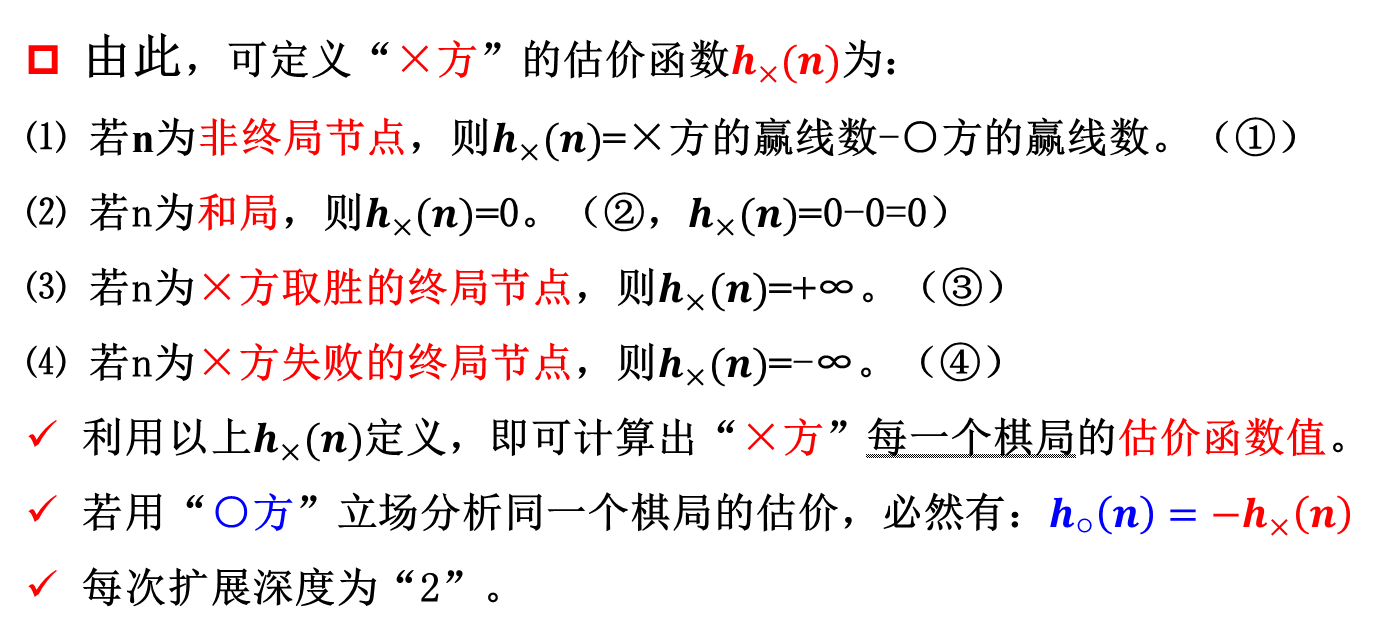 由此，可定义“×方”的估价函数h×(n)为：
⑴ 若n为非终局节点，则h×(n)=×方的赢线数-〇方的赢线数。（①）
⑵ 若n为和局，则h×(n)=0。（②，h×(n)=0-0=0）
⑶ 若n为×方取胜的终局节点，则h×(n)=+∞。（③）
⑷ 若n为×方失败的终局节点，则h×(n)=-∞。（④）
✓ 利用以上h×(n)定义，即可计算出“×方”每一个棋局的估价函数值。
✓ 若用“〇方”立场分析同一个棋局的估价，必然有：h○(n) = −h×(n)
✓ 每次扩展深度为“2”。